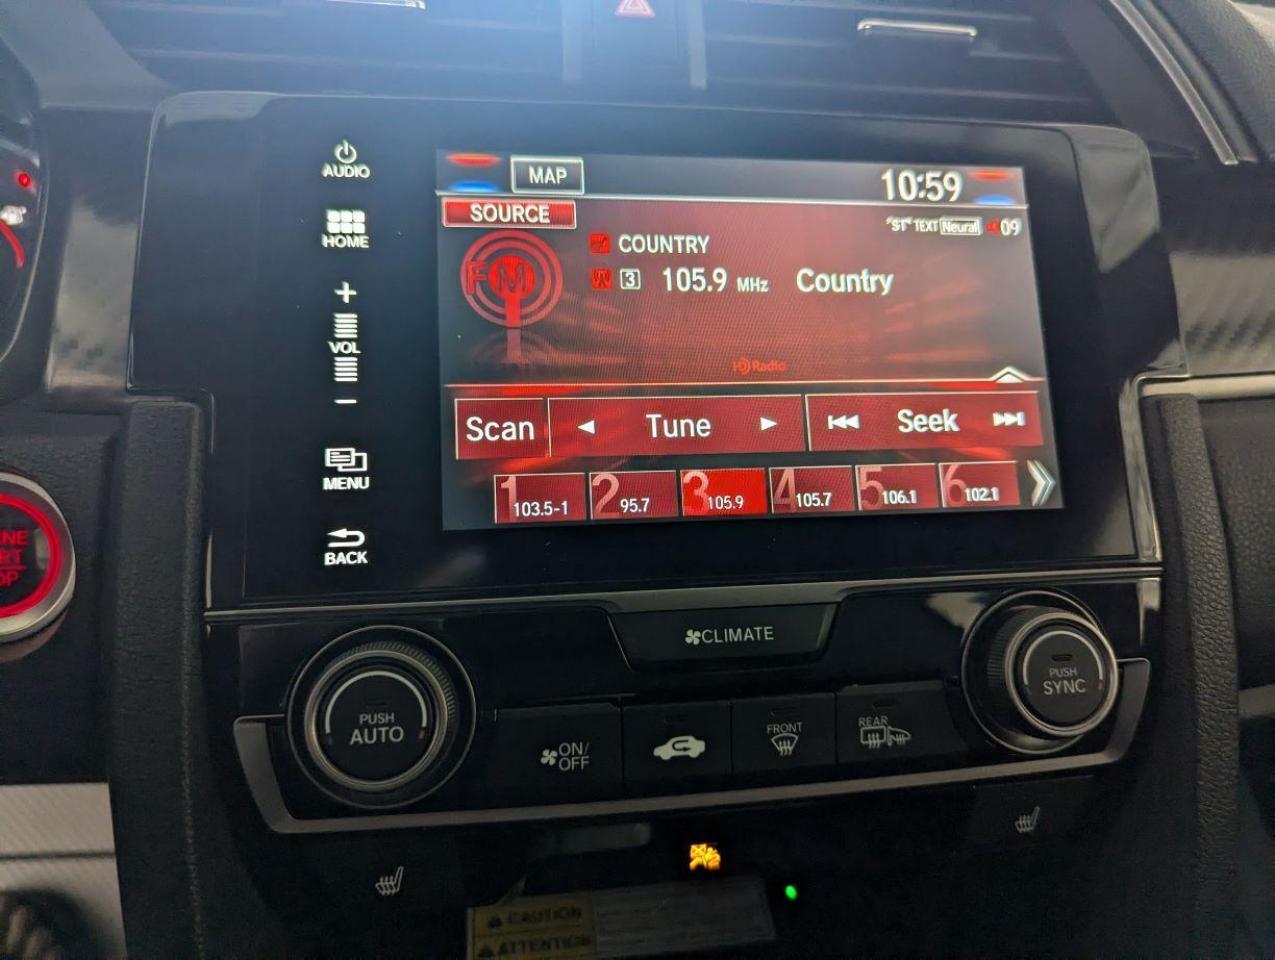 AUDIO
HOME
+
VOL
−
MENU
BACK
MAP
10:59
SOURCE
"ST" TEXT Neural 09
FM
COUNTRY
3 105.9 MHz Country
HD Radio
Scan Tune Seek
1 103.5-1
2 95.7
3 105.9
4 105.7
5 106.1
6 102.1
CLIMATE
PUSH
AUTO
ON/
OFF
FRONT
REAR
PUSH
SYNC
CAUTION
ATTENTION